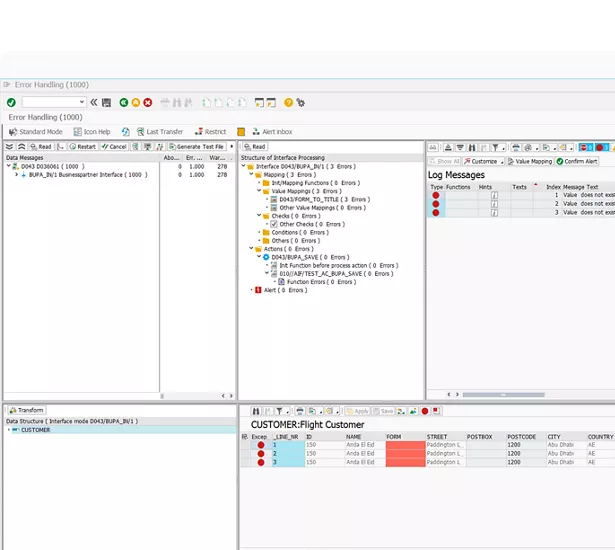 Error Handling (1000)
Error Handling (1000)
Standard Mode Icon Help Last Transfer Restrict Alert inbox
Read Restart Cancel Generate Test File
Data Messages Abo... Err. ... War...
D043 D036061 ( 1000 ) 0 1.000 278
BUPA_IN/1 Businesspartner Interface ( 1000 ) 0 1.000 278
Read
Structure of Interface Processing
Interface D043/BUPA_IN/1 ( 3 Errors )
Mapping ( 3 Errors )
Int/Mapping Functions ( 0 Errors )
Value Mappings ( 3 Errors )
D043/FORM_TO_TITLE ( 3 Errors )
Other Value Mappings ( 0 Errors )
Checks ( 0 Errors )
Other Checks ( 0 Errors )
Conditions ( 0 Errors )
Others ( 0 Errors )
Actions ( 0 Errors )
D043/BUPA_SAVE ( 0 Errors )
Int Function before process action ( 0 Errors )
010//AIF/TEST_AC_BUPA_SAVE ( 0 Errors )
Function Errors ( 0 Errors )
Alert ( 0 Errors )
Show All Customize Value Mapping Confirm Alert
Log Messages
Type Functions Hints Texts Index Message Text
1 Value does not exis
2 Value does not exis
3 Value does not exis
Transform
Data Structure ( Interface mode D043/BUPA_IN/1 )
CUSTOMER
Apply Save
CUSTOMER:Flight Customer
Excep _LINE_NR ID NAME FORM STREET POSTBOX POSTCODE CITY COUNTRY
1 150 Anda El Eid Paddington L 1200 Abu Dhabi AE
2 150 Anda El Eid Paddington L 1200 Abu Dhabi AE
3 150 Anda El Eid Paddington L 1200 Abu Dhabi AE